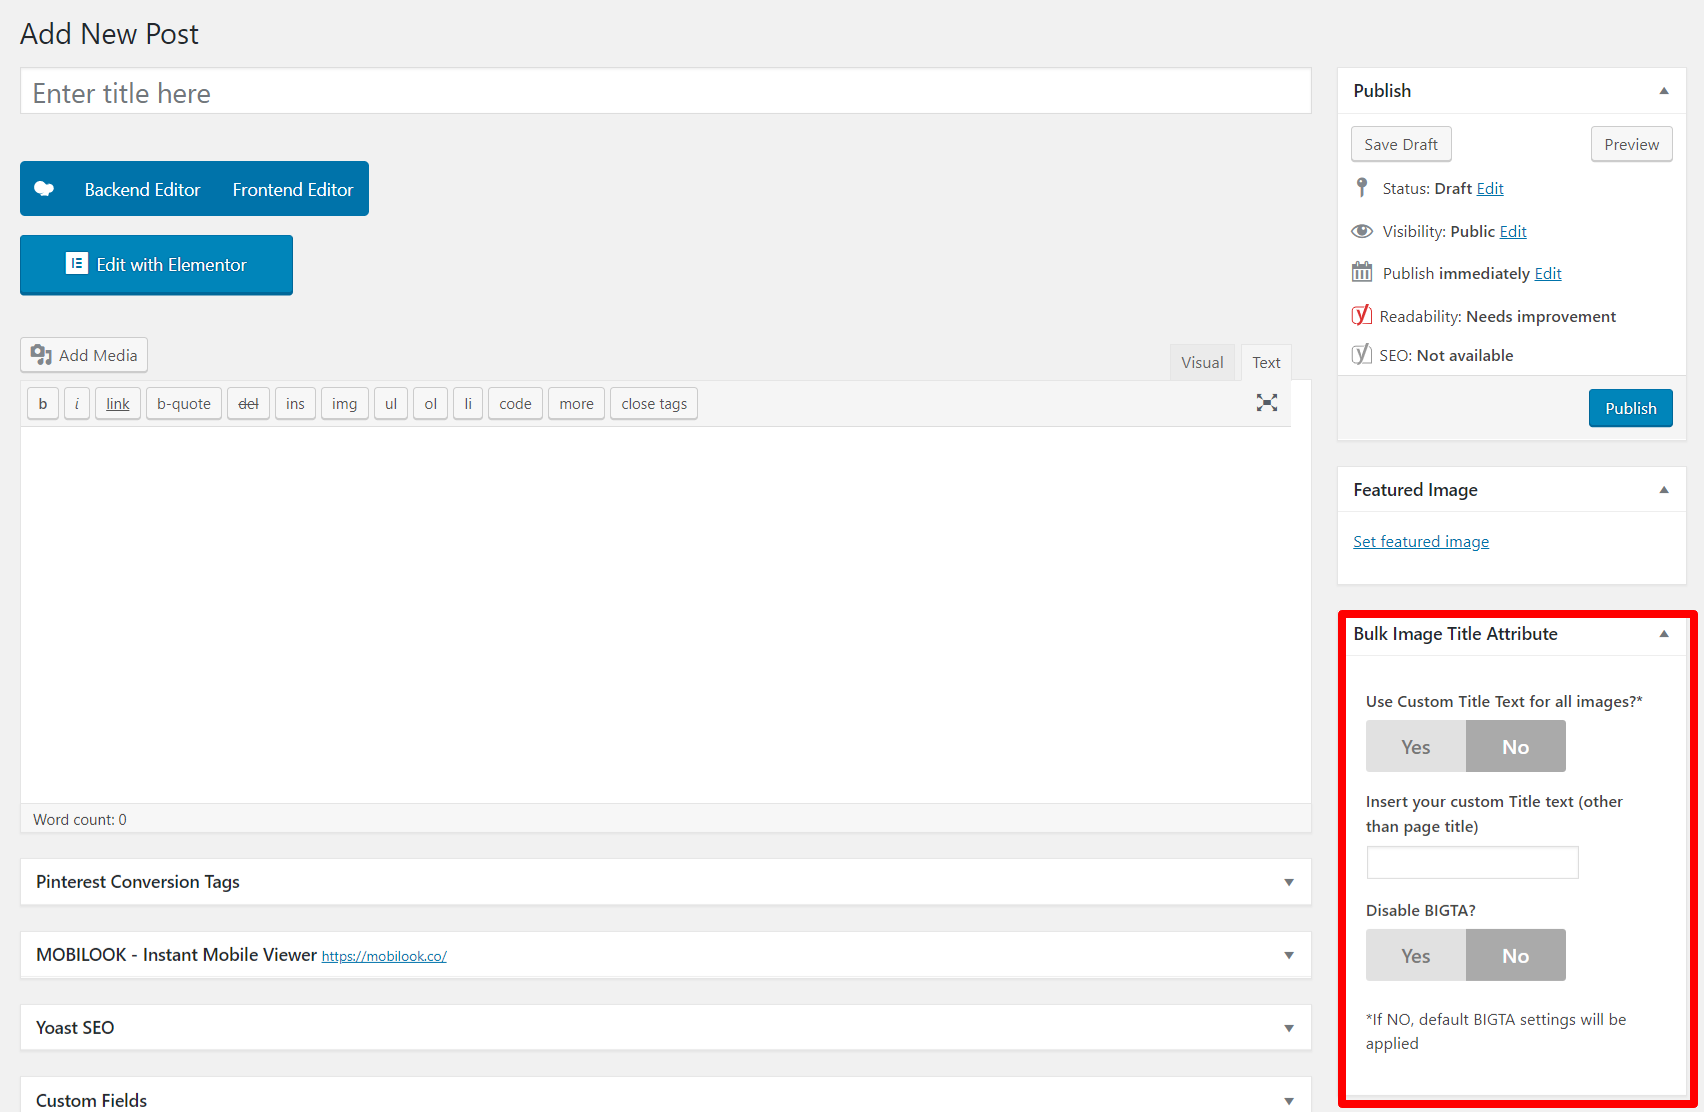 Add New Post
Enter title here
Backend Editor Frontend Editor
Edit with Elementor
Add Media
Visual Text
b i link b-quote del ins img ul ol li code more close tags
Word count: 0
Pinterest Conversion Tags
MOBILOOK - Instant Mobile Viewer https://mobilook.co/
Yoast SEO
Custom Fields
Publish
Save Draft Preview
Status: Draft Edit
Visibility: Public Edit
Publish immediately Edit
Readability: Needs improvement
SEO: Not available
Publish
Featured Image
Set featured image
Bulk Image Title Attribute
Use Custom Title Text for all images?*
Yes No
Insert your custom Title text (other
than page title)
Disable BIGTA?
Yes No
*If NO, default BIGTA settings will be
applied